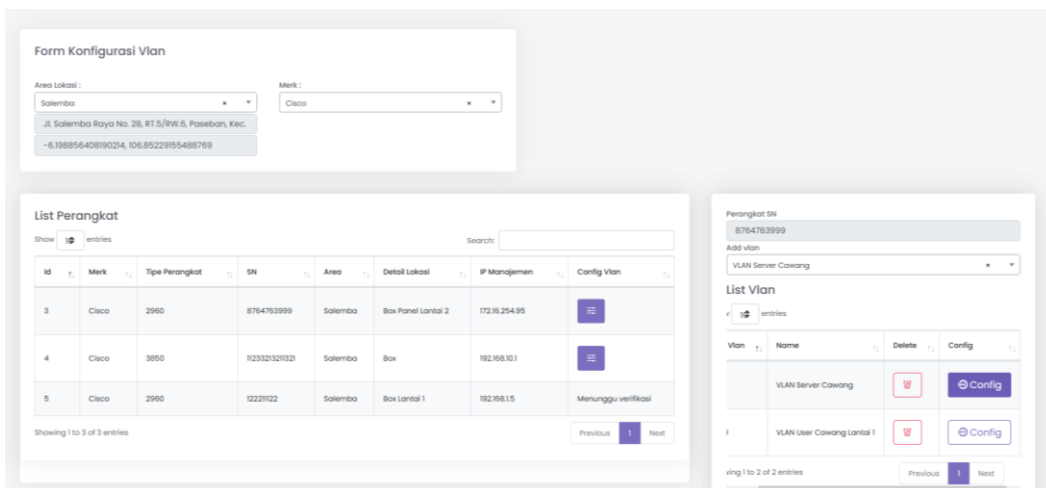 Form Konfigurasi Vlan
Area Lokasi :
Merk :
Salemba × 
Cisco ×
Jl. Salemba Raya No. 28, RT.5/RW.6, Paseban, Kec.
-6.198856408190214, 106.85229155488769
List Perangkat
Show entries
Search:
Id Merk Tipe Perangkat SN Area Detail Lokasi IP Manajemen Config Vlan
3 Cisco 2960 8764763999 Salemba Box Panel Lantai 2 172.16.254.95
4 Cisco 3850 1123321321321 Salemba Box 192.168.10.1
5 Cisco 2960 12221122 Salemba Box Lantai 1 192.168.1.5 Menunggu verifikasi
Showing 1 to 3 of 3 entries
Previous 1 Next
Perangkat SN
8764763999
Add vlan
VLAN Server Cawang ×
List Vlan
entries
Vlan Name Delete Config
VLAN Server Cawang Config
VLAN User Cawang Lantai 1 Config
wing 1 to 2 of 2 entries
Previous 1 Next